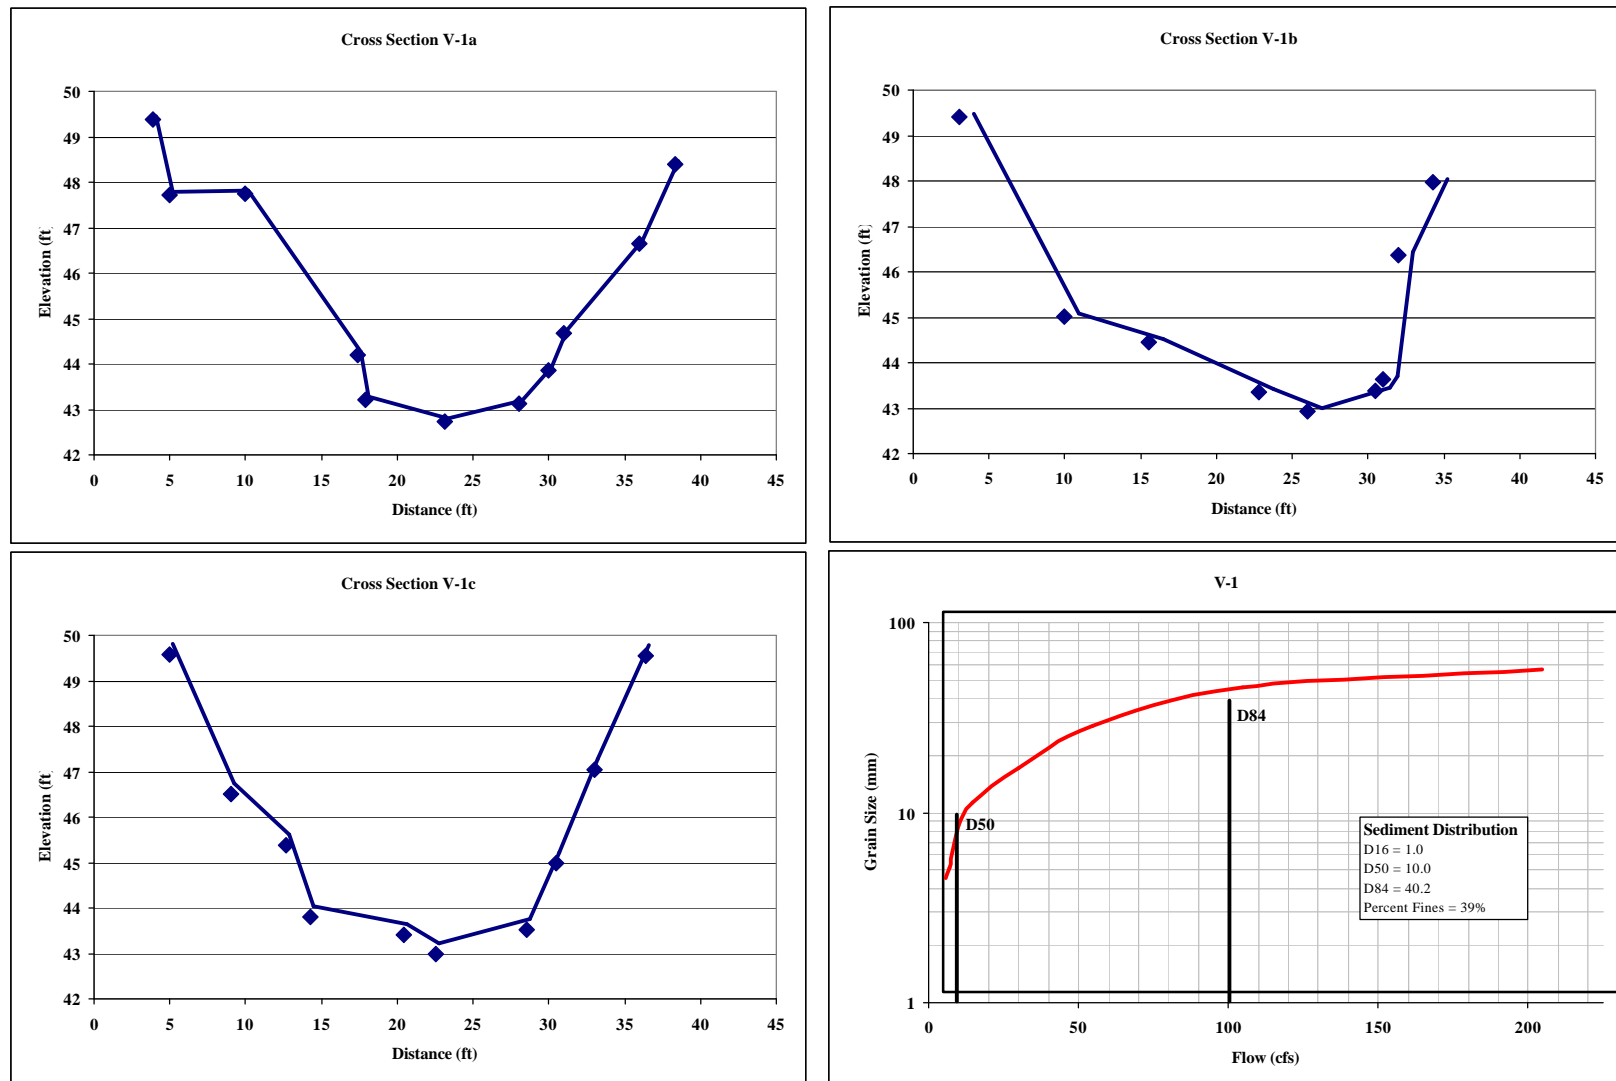 Cross Section V-1a
50
49
48
47
46
45
44
43
42
Elevation (ft
0 5 10 15 20 25 30 35 40 45
Distance (ft)
Cross Section V-1b
50
49
48
47
46
45
44
43
42
Elevation (ft)
0 5 10 15 20 25 30 35 40 45
Distance (ft)
Cross Section V-1c
50
49
48
47
46
45
44
43
42
Elevation (ft
0 5 10 15 20 25 30 35 40 45
Distance (ft)
V-1
100
10
1
Grain Size (mm)
D50
D84
Sediment Distribution
D16 = 1.0
D50 = 10.0
D84 = 40.2
Percent Fines = 39%
0 50 100 150 200
Flow (cfs)